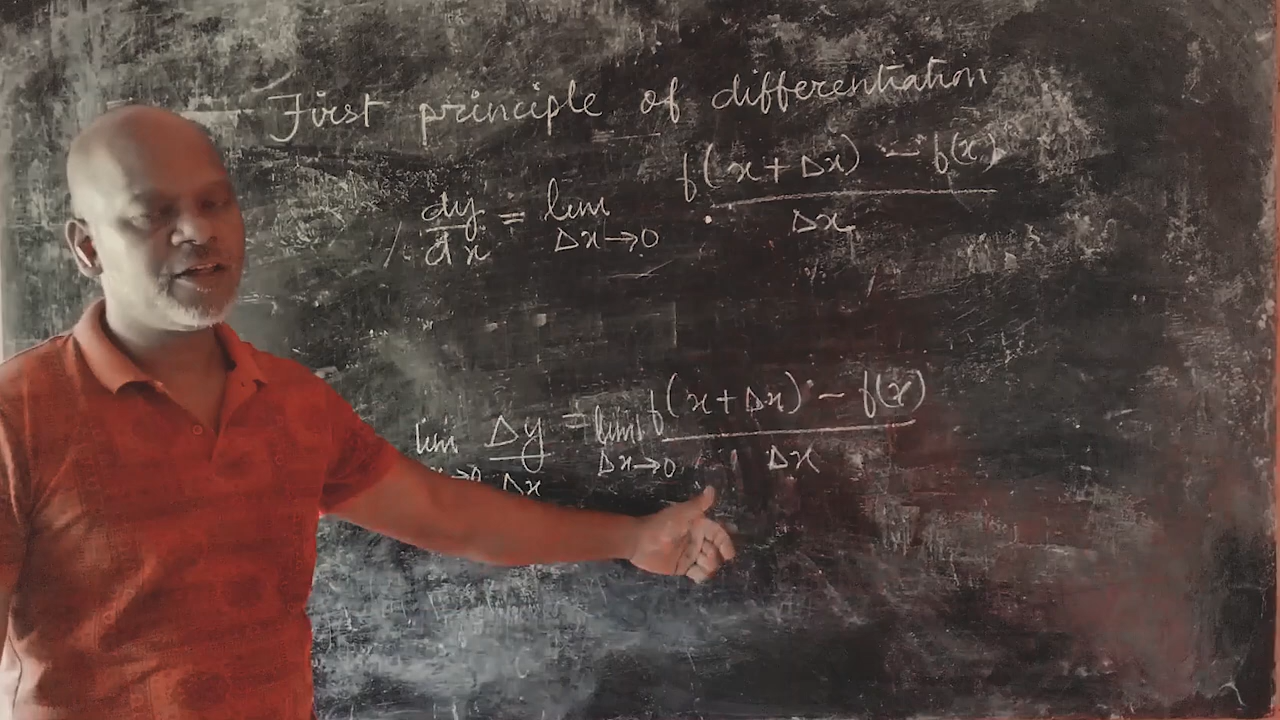 First principle of differentiation
dy/dx = lim Δx→0 f(x+Δx) - f(x) / Δx
lim →0 Δy/Δx = lim Δx→0 f(x+Δx) - f(x) / Δx